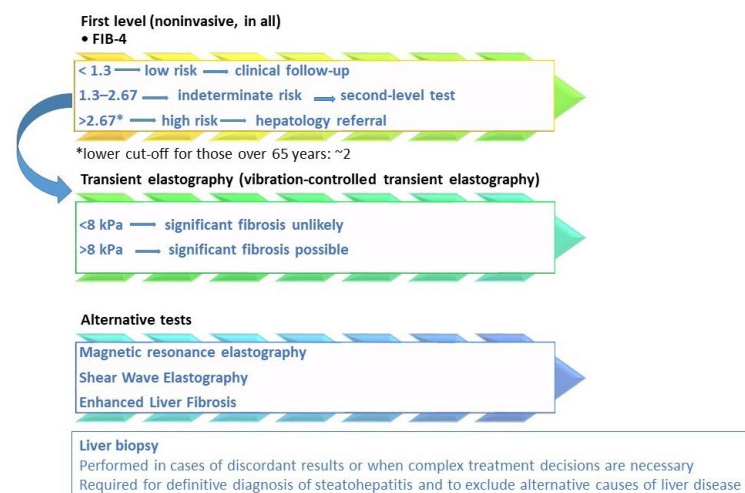 First level (noninvasive, in all)
• FIB-4
< 1.3 → low risk → clinical follow-up
1.3–2.67 → indeterminate risk → second-level test
>2.67* → high risk → hepatology referral
*lower cut-off for those over 65 years: ~2
Transient elastography (vibration-controlled transient elastography)
<8 kPa → significant fibrosis unlikely
>8 kPa → significant fibrosis possible
Alternative tests
Magnetic resonance elastography
Shear Wave Elastography
Enhanced Liver Fibrosis
Liver biopsy
Performed in cases of discordant results or when complex treatment decisions are necessary
Required for definitive diagnosis of steatohepatitis and to exclude alternative causes of liver disease